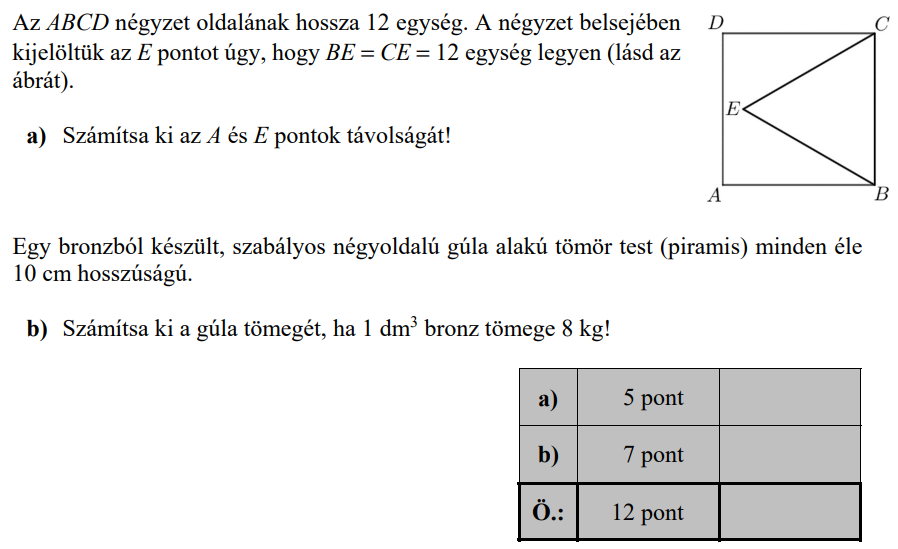 Az ABCD négyzet oldalának hossza 12 egység. A négyzet belsejében
kijelöltük az E pontot úgy, hogy BE = CE = 12 egység legyen (lásd az
ábrát).
D
C
E
A
B
a) Számítsa ki az A és E pontok távolságát!
Egy bronzból készült, szabályos négyoldalú gúla alakú tömör test (piramis) minden éle
10 cm hosszúságú.
b) Számítsa ki a gúla tömegét, ha 1 dm³ bronz tömege 8 kg!
a) 5 pont
b) 7 pont
Ö.: 12 pont